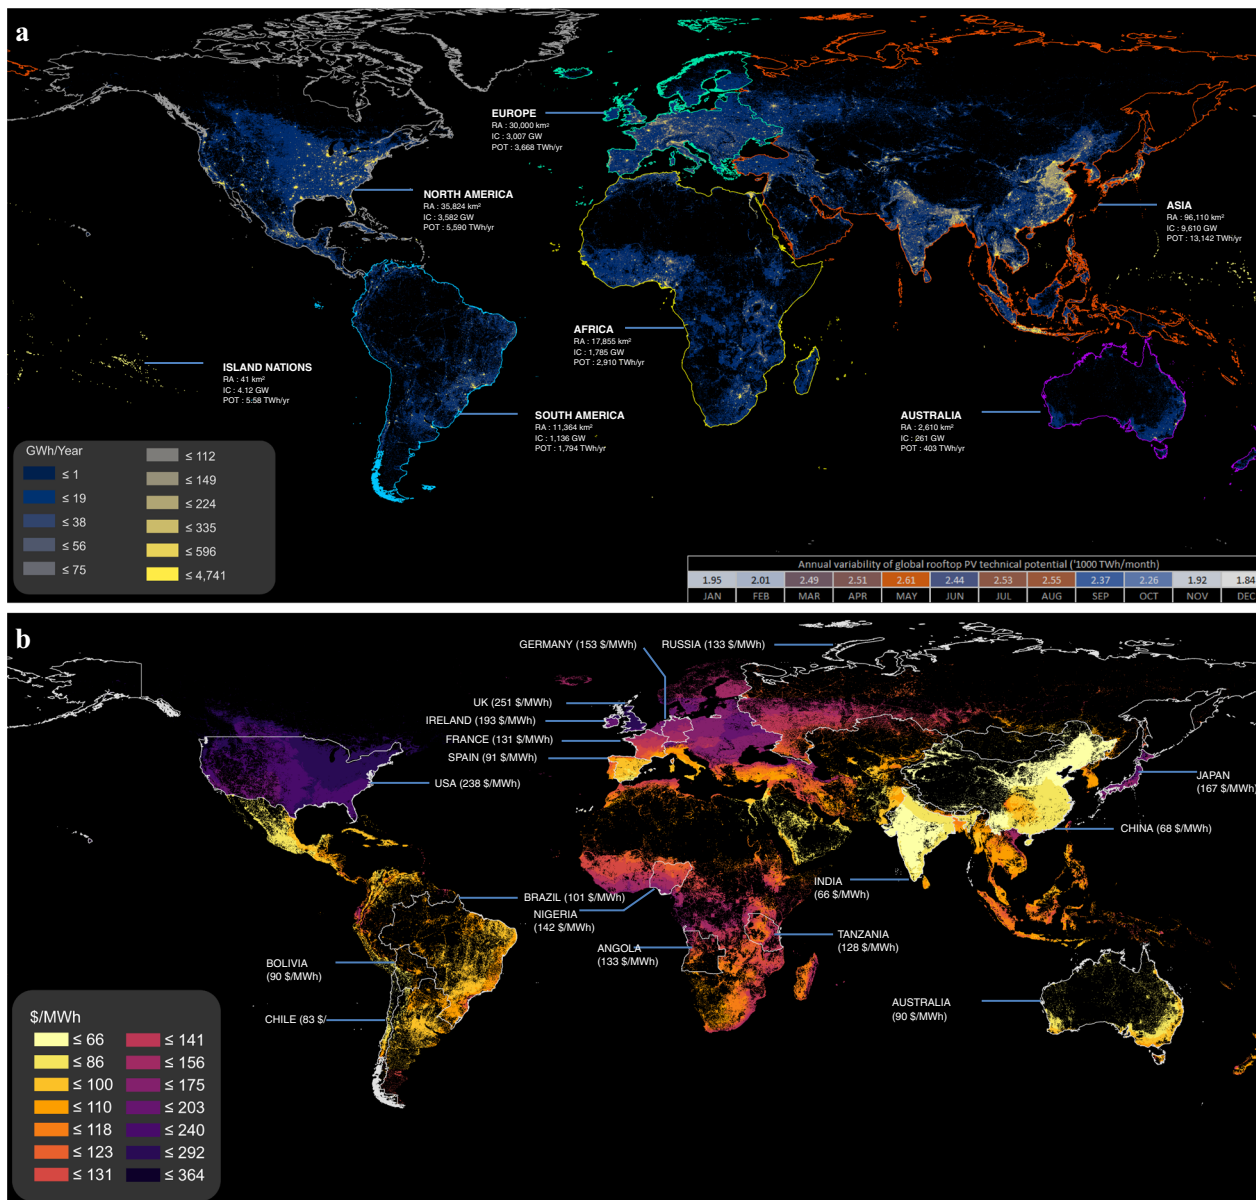 a
EUROPE
RA : 30,000 km²
IC : 3,007 GW
POT : 3,668 TWh/yr
NORTH AMERICA
RA : 35,824 km²
IC : 3,582 GW
POT : 5,590 TWh/yr
ASIA
RA : 96,110 km²
IC : 9,610 GW
POT : 13,142 TWh/yr
AFRICA
RA : 17,855 km²
IC : 1,785 GW
POT : 2,910 TWh/yr
ISLAND NATIONS
RA : 41 km²
IC : 4.12 GW
POT : 5.58 TWh/yr
SOUTH AMERICA
RA : 11,364 km²
IC : 1,136 GW
POT : 1,794 TWh/yr
AUSTRALIA
RA : 2,610 km²
IC : 261 GW
POT : 403 TWh/yr
GWh/Year
≤ 1
≤ 19
≤ 38
≤ 56
≤ 75
≤ 112
≤ 149
≤ 224
≤ 335
≤ 596
≤ 4,741
Annual variability of global rooftop PV technical potential ('1000 TWh/month)
1.95 2.01 2.49 2.51 2.61 2.44 2.53 2.55 2.37 2.26 1.92 1.84
JAN FEB MAR APR MAY JUN JUL AUG SEP OCT NOV DEC
b
GERMANY (153 $/MWh)
RUSSIA (133 $/MWh)
UK (251 $/MWh)
IRELAND (193 $/MWh)
FRANCE (131 $/MWh)
SPAIN (91 $/MWh)
USA (238 $/MWh)
JAPAN
(167 $/MWh)
CHINA (68 $/MWh)
INDIA
(66 $/MWh)
BRAZIL (101 $/MWh)
NIGERIA
(142 $/MWh)
TANZANIA
(128 $/MWh)
ANGOLA
(133 $/MWh)
BOLIVIA
(90 $/MWh)
AUSTRALIA
(90 $/MWh)
CHILE (83 $/
$/MWh
≤ 66
≤ 86
≤ 100
≤ 110
≤ 118
≤ 123
≤ 131
≤ 141
≤ 156
≤ 175
≤ 203
≤ 240
≤ 292
≤ 364